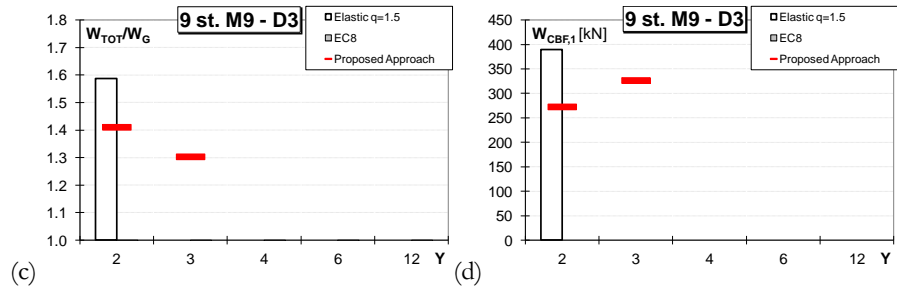 9 st. M9 - D3
W_TOT/W_G
Elastic q=1.5
EC8
Proposed Approach
1.8
1.7
1.6
1.5
1.4
1.3
1.2
1.1
1.0
2 3 4 6 12 Y
(c)
9 st. M9 - D3
W_CBF,1 [kN]
Elastic q=1.5
EC8
Proposed Approach
450
400
350
300
250
200
150
100
50
0
2 3 4 6 12 Y
(d)